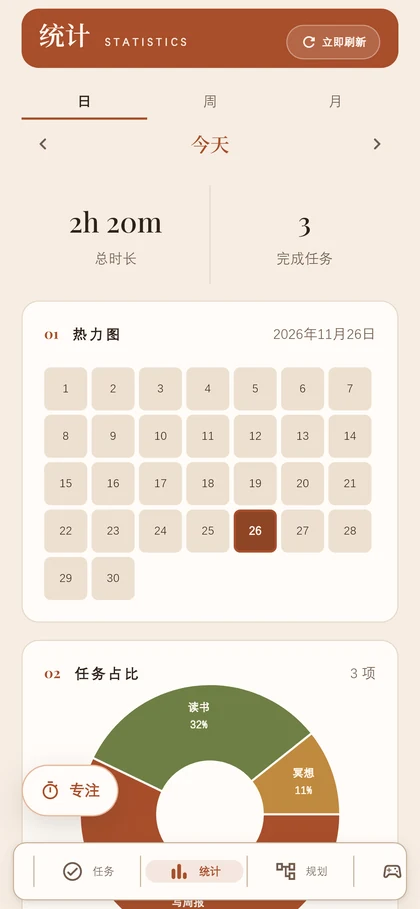 统计 STATISTICS 立即刷新
日 周 月
今天
2h 20m 3
总时长 完成任务
01 热力图 2026年11月26日
1 2 3 4 5 6 7
8 9 10 11 12 13 14
15 16 17 18 19 20 21
22 23 24 25 26 27 28
29 30
02 任务占比 3 项
读书
32%
冥想
11%
专注
任务 统计 规划
写周报